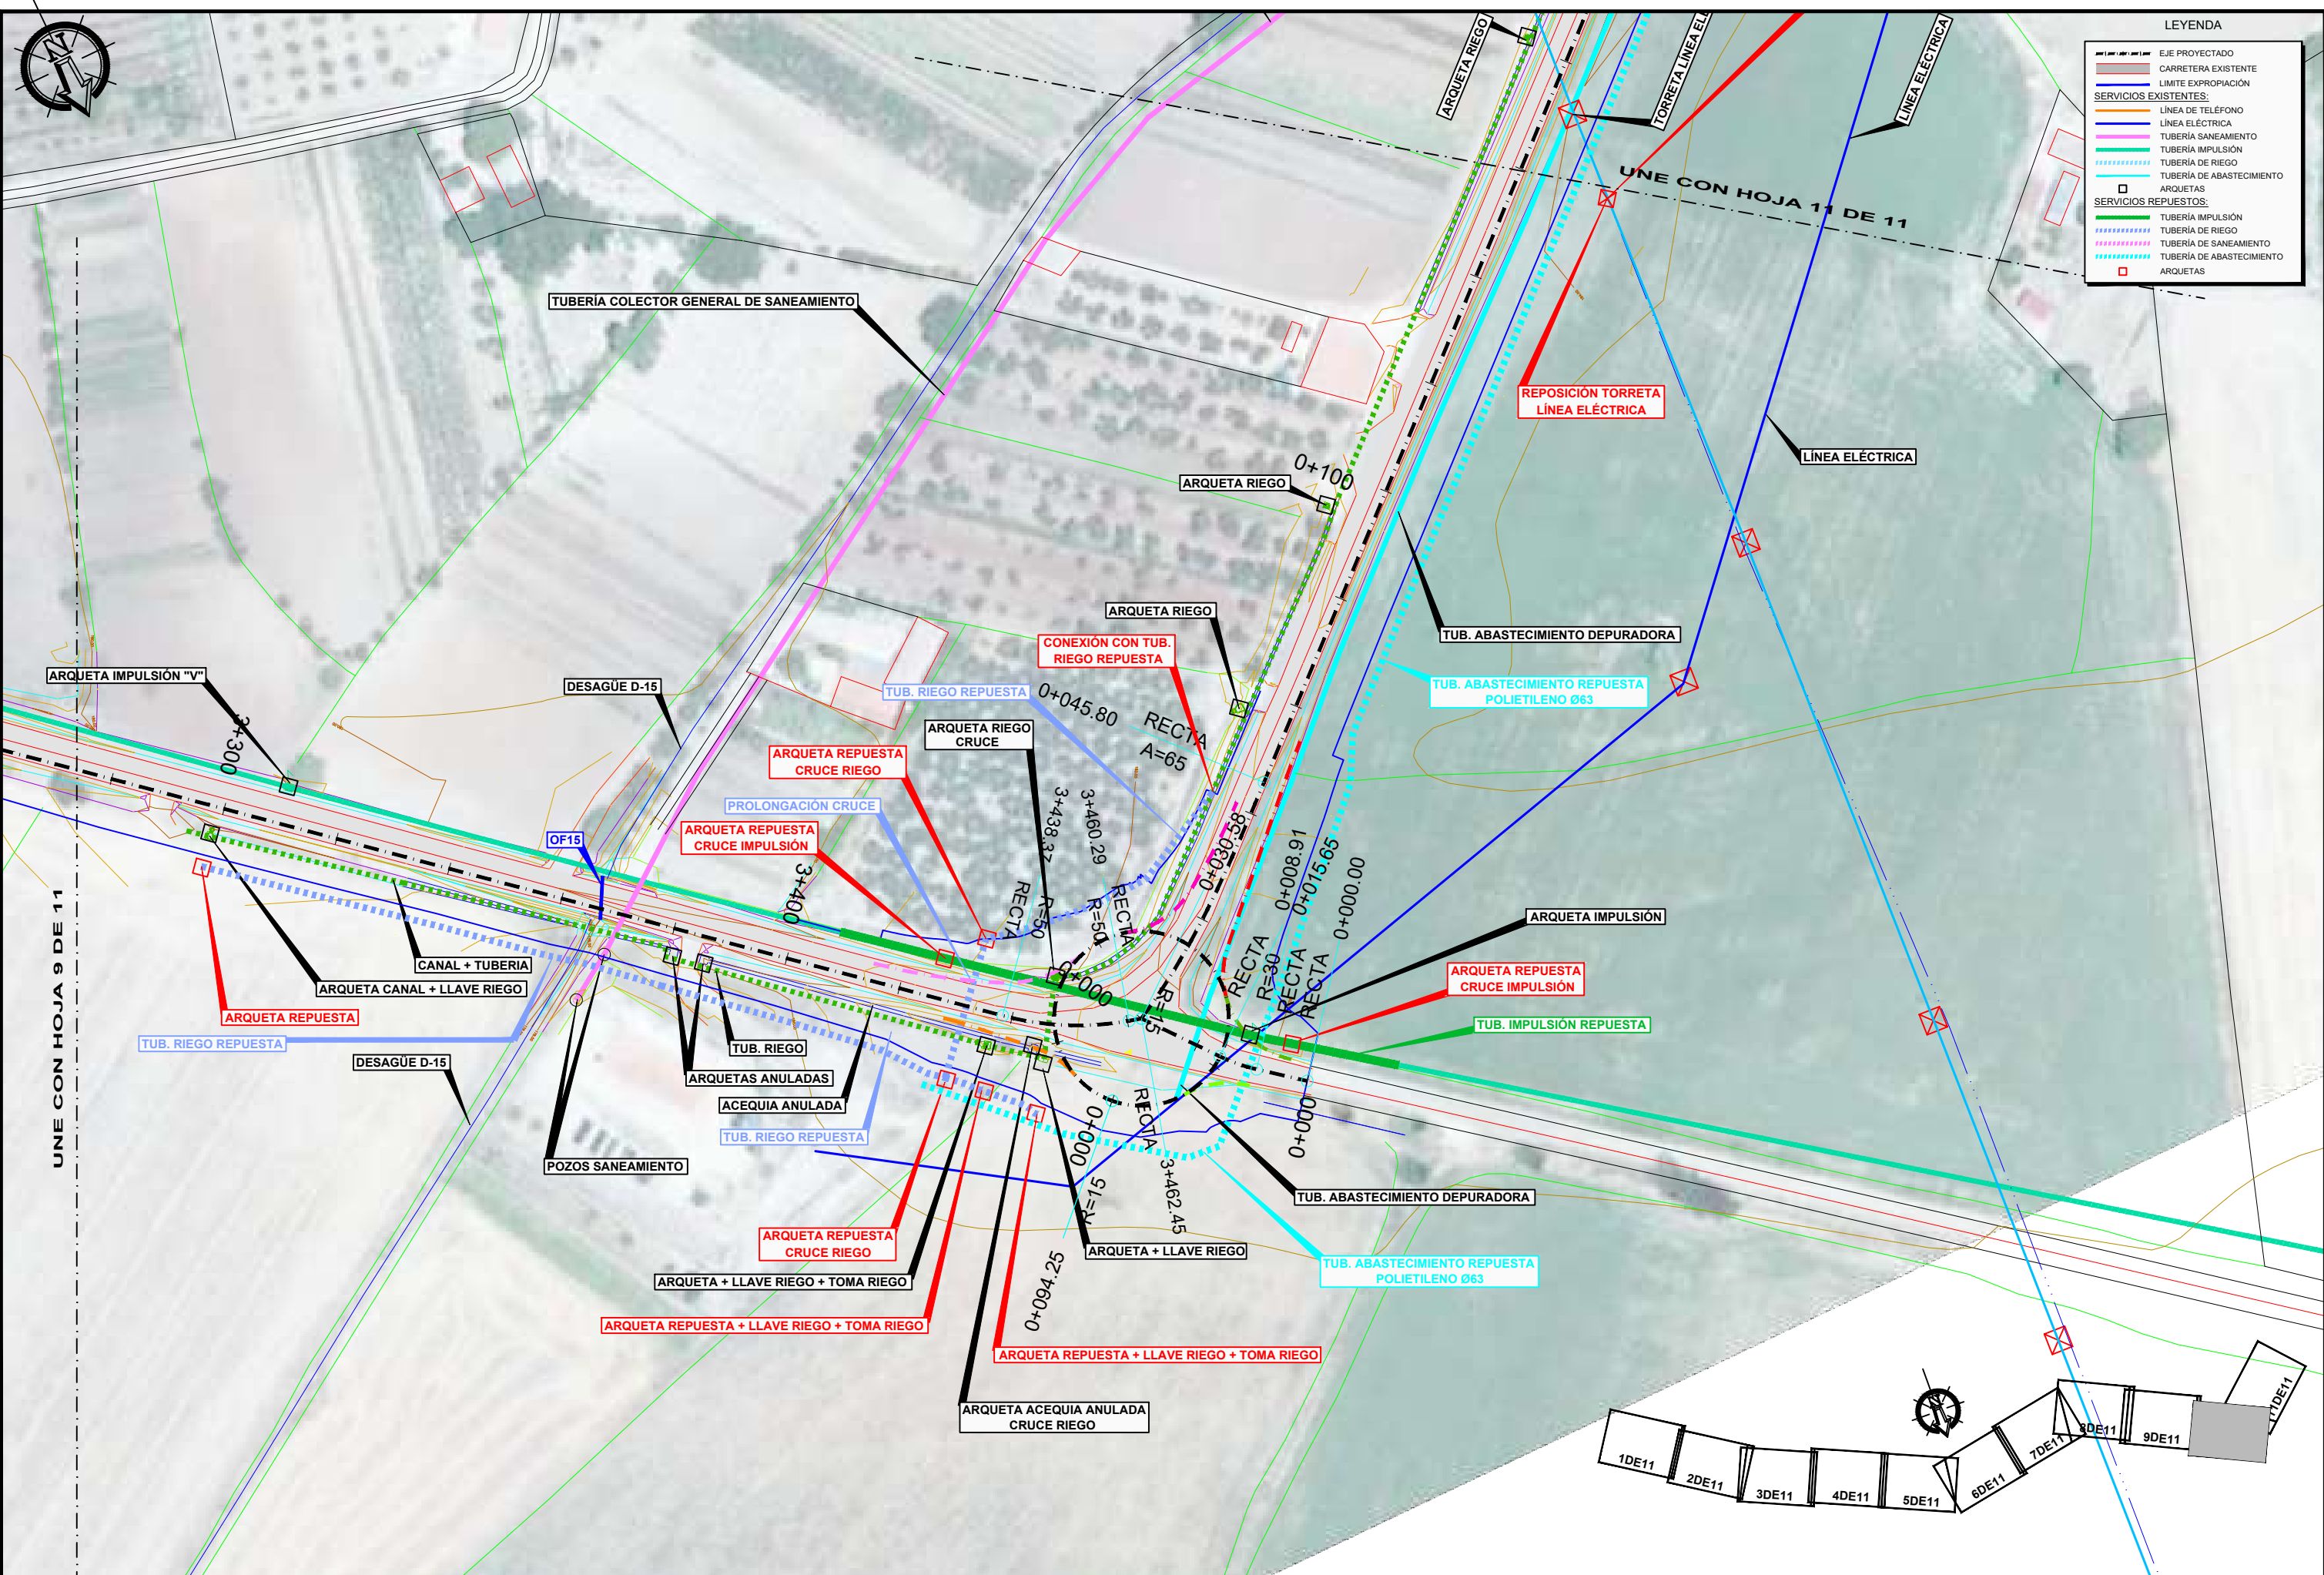 N
LEYENDA
EJE PROYECTADO
CARRETERA EXISTENTE
LIMITE EXPROPIACIÓN
SERVICIOS EXISTENTES:
LÍNEA DE TELÉFONO
LÍNEA ELÉCTRICA
TUBERÍA SANEAMIENTO
TUBERÍA IMPULSIÓN
TUBERÍA DE RIEGO
TUBERÍA DE ABASTECIMIENTO
ARQUETAS
SERVICIOS REPUESTOS:
TUBERÍA IMPULSIÓN
TUBERÍA DE RIEGO
TUBERÍA DE SANEAMIENTO
TUBERÍA DE ABASTECIMIENTO
ARQUETAS
ARQUETA RIEGO
TORRETA LÍNEA
LÍNEA ELÉCTRICA
UNE CON HOJA 11 DE 11
TUBERÍA COLECTOR GENERAL DE SANEAMIENTO
REPOSICIÓN TORRETA
LÍNEA ELÉCTRICA
LÍNEA ELÉCTRICA
0+100
ARQUETA RIEGO
ARQUETA RIEGO
TUB. ABASTECIMIENTO DEPURADORA
CONEXIÓN CON TUB.
RIEGO REPUESTA
ARQUETA IMPULSIÓN "V"
DESAGÜE D-15
TUB. RIEGO REPUESTA
TUB. ABASTECIMIENTO REPUESTA
POLIETILENO Ø63
0+045.80
RECTA
A=65
3+300
ARQUETA RIEGO
CRUCE
ARQUETA REPUESTA
CRUCE RIEGO
PROLONGACIÓN CRUCE
3+438.37
3+460.29
ARQUETA REPUESTA
CRUCE IMPULSIÓN
OF15
0+030.58
0+008.91
0+015.65
0+000.00
3+400
RECTA
R=50
R=50
RECTA
ARQUETA IMPULSIÓN
UNE CON HOJA 9 DE 11
CANAL + TUBERIA
ARQUETA CANAL + LLAVE RIEGO
0+000
R=15
RECTA
R=30
RECTA
RECTA
ARQUETA REPUESTA
CRUCE IMPULSIÓN
ARQUETA REPUESTA
TUB. IMPULSIÓN REPUESTA
TUB. RIEGO REPUESTA
TUB. RIEGO
DESAGÜE D-15
ARQUETAS ANULADAS
ACEQUIA ANULADA
TUB. RIEGO REPUESTA
0+000
RECTA
0+000
POZOS SANEAMIENTO
R=15
3+462.45
TUB. ABASTECIMIENTO DEPURADORA
ARQUETA REPUESTA
CRUCE RIEGO
ARQUETA + LLAVE RIEGO
TUB. ABASTECIMIENTO REPUESTA
POLIETILENO Ø63
ARQUETA + LLAVE RIEGO + TOMA RIEGO
0+094.25
ARQUETA REPUESTA + LLAVE RIEGO + TOMA RIEGO
ARQUETA REPUESTA + LLAVE RIEGO + TOMA RIEGO
ARQUETA ACEQUIA ANULADA
CRUCE RIEGO
N
1DE11
2DE11
3DE11
4DE11
5DE11
6DE11
7DE11
8DE11
9DE11
11DE11